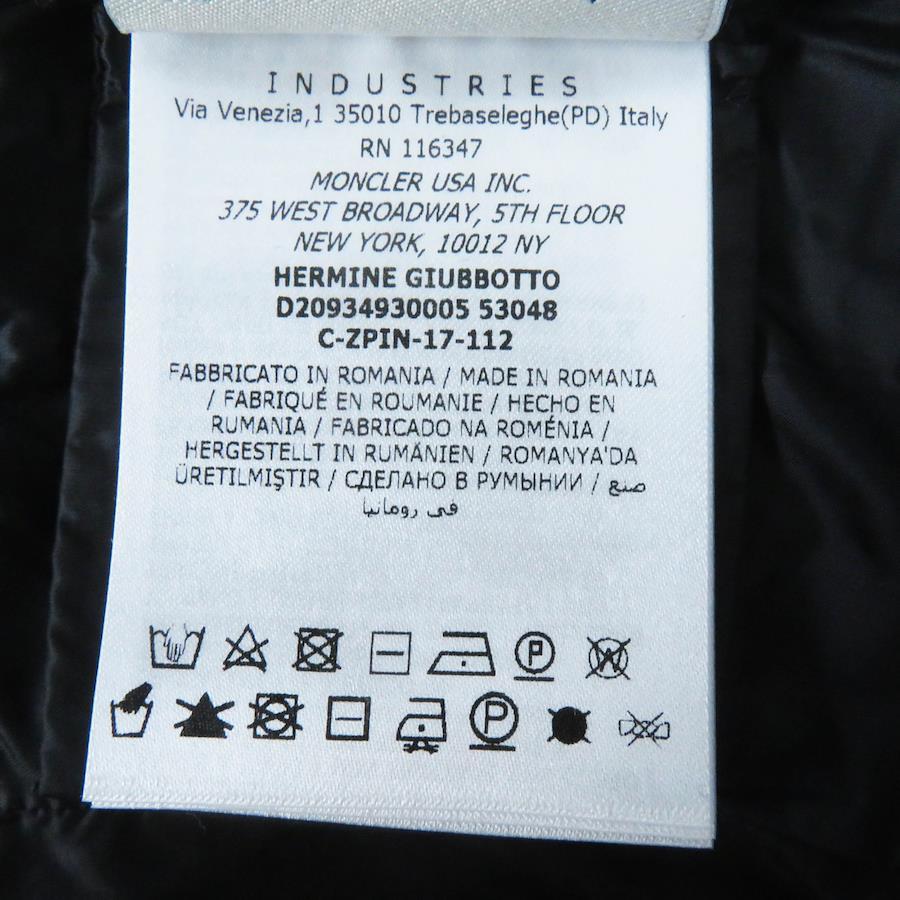 INDUSTRIES
Via Venezia,1 35010 Trebaseleghe(PD) Italy
RN 116347
MONCLER USA INC.
375 WEST BROADWAY, 5TH FLOOR
NEW YORK, 10012 NY
HERMINE GIUBBOTTO
D20934930005 53048
C-ZPIN-17-112
FABBRICATO IN ROMANIA / MADE IN ROMANIA
/ FABRIQUÉ EN ROUMANIE / HECHO EN
RUMANIA / FABRICADO NA ROMÉNIA /
HERGESTELLT IN RUMÄNIEN / ROMANYA'DA
ÜRETILMIŞTIR / СДЕЛАНО В РУМЫНИИ / صنع
في رومانيا
P W
P